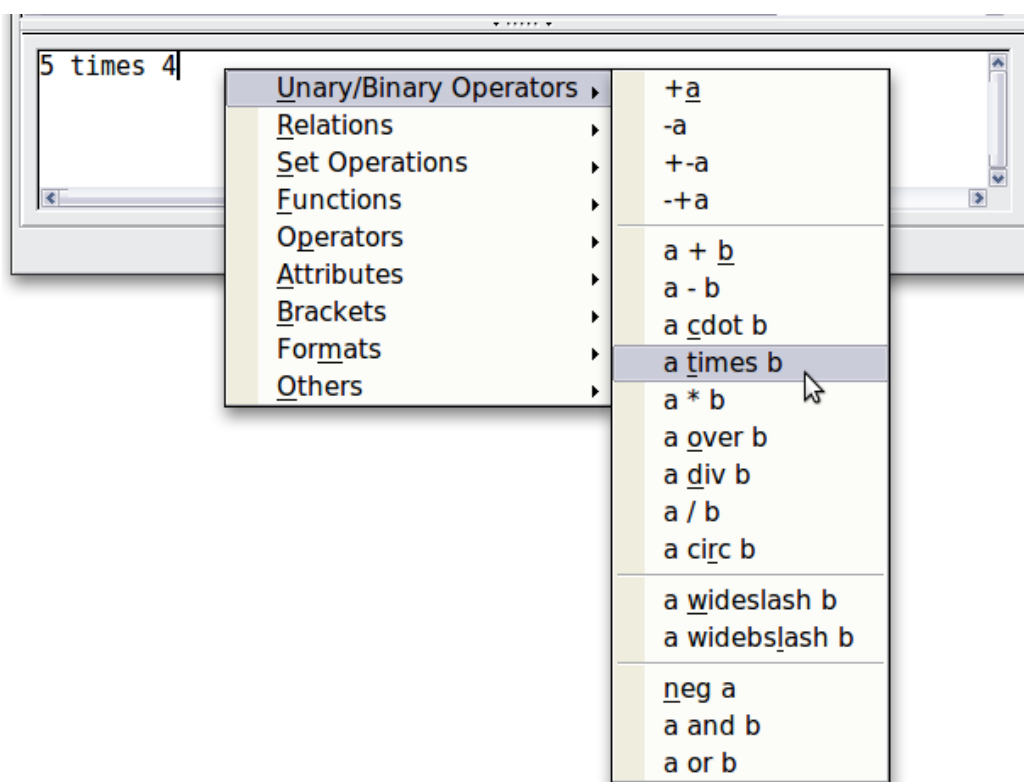 5 times 4
Unary/Binary Operators
Relations
Set Operations
Functions
Operators
Attributes
Brackets
Formats
Others
+a
-a
+-a
-+a
a + b
a - b
a cdot b
a times b
a * b
a over b
a div b
a / b
a circ b
a wideslash b
a widebslash b
neg a
a and b
a or b